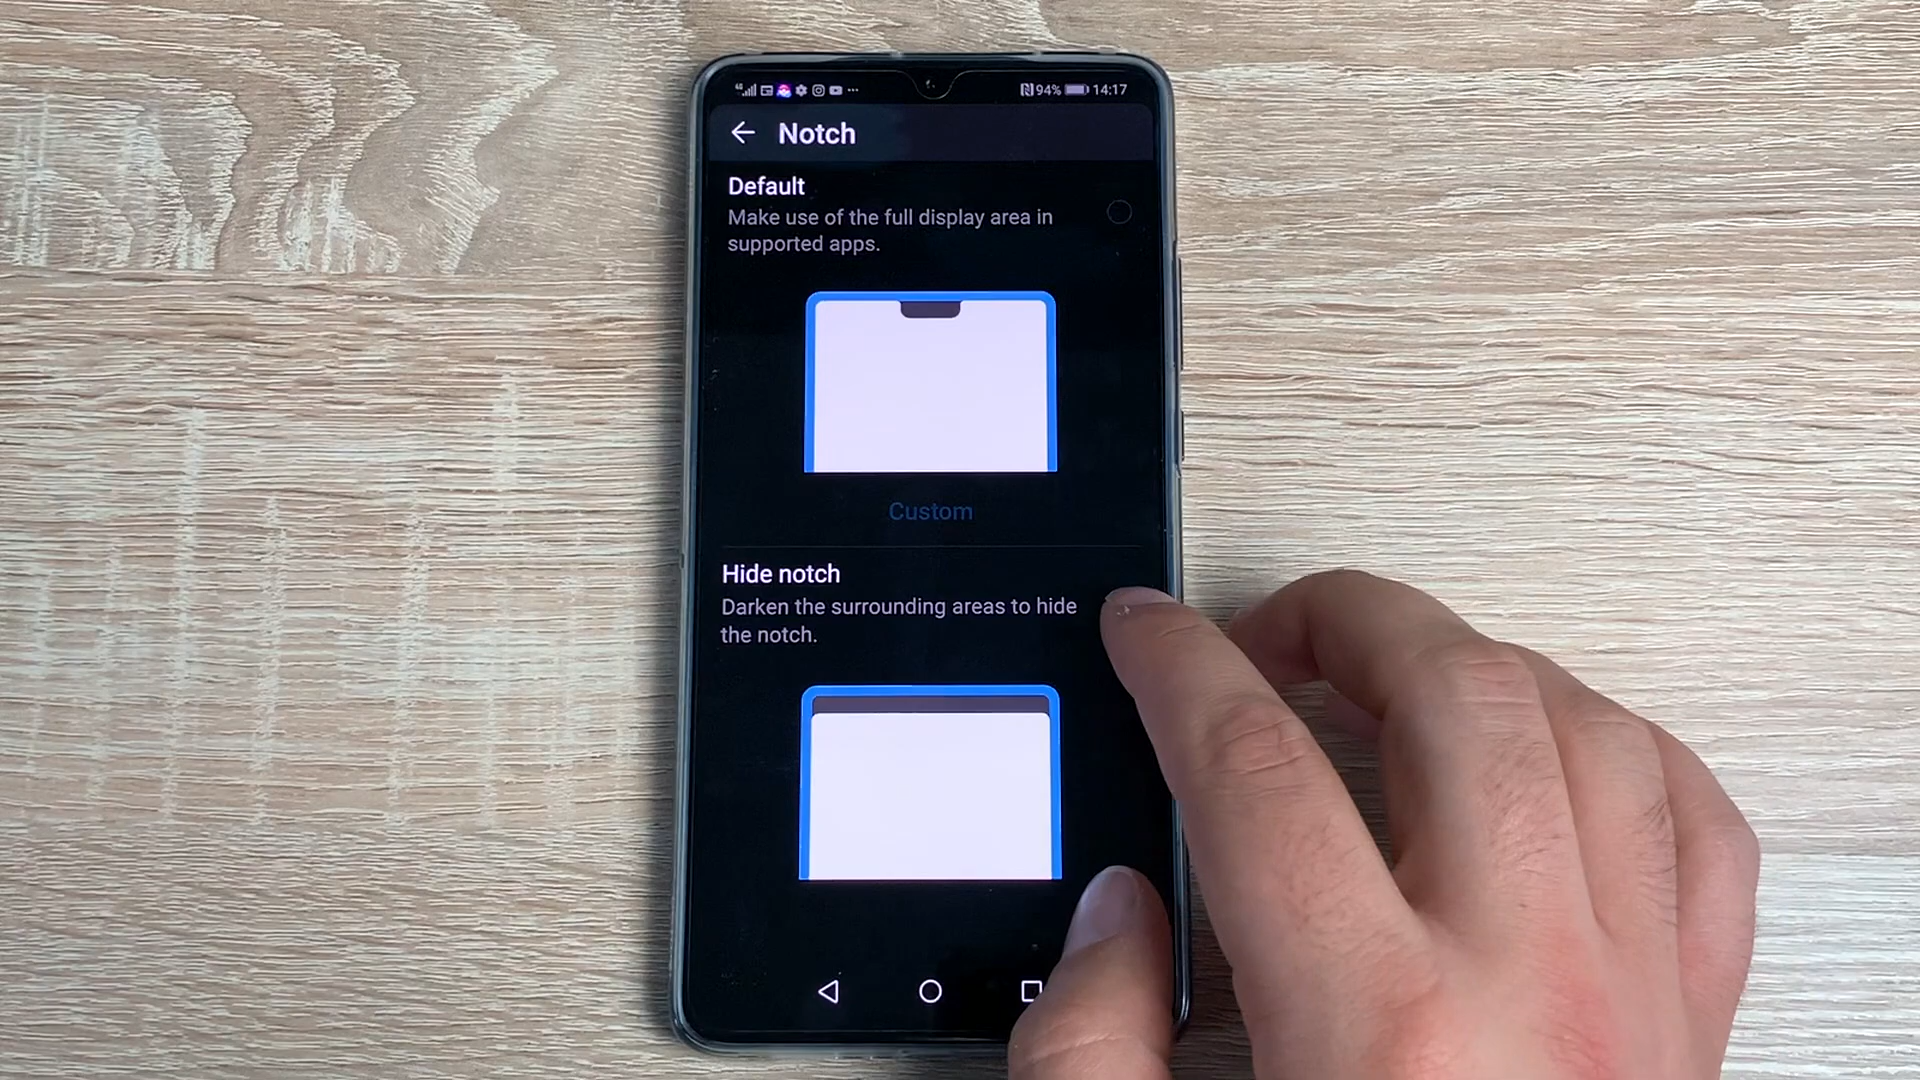 4G 94% 14:17
Notch
Default
Make use of the full display area in
supported apps.
Custom
Hide notch
Darken the surrounding areas to hide
the notch.